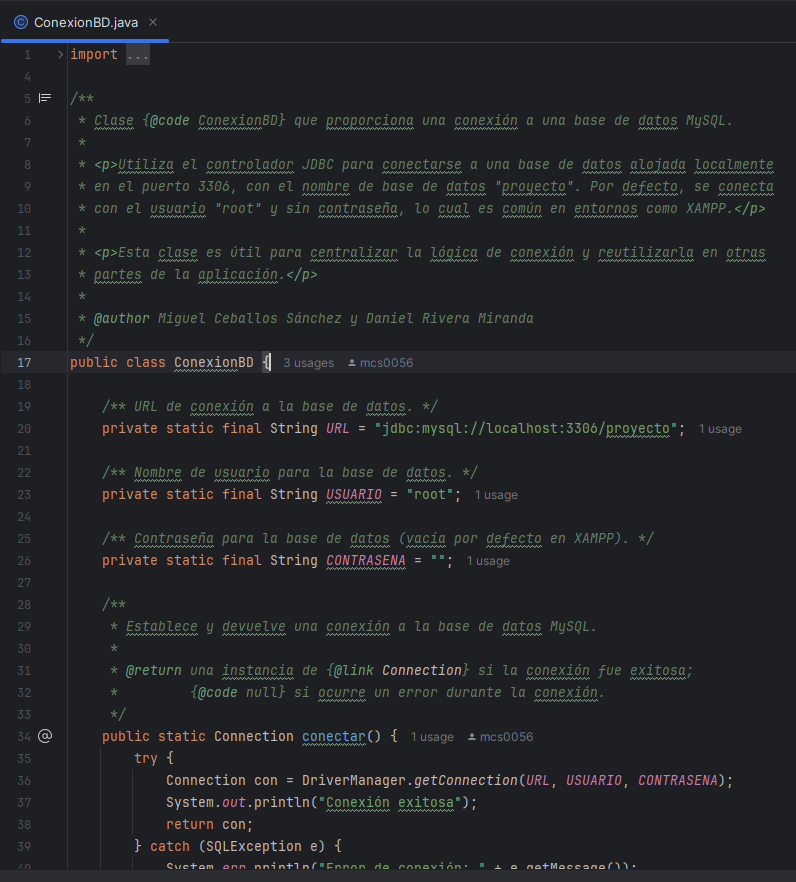 ConexionBD.java
1 import ...
4
5 /**
6 * Clase {@code ConexionBD} que proporciona una conexión a una base de datos MySQL.
7 *
8 * <p>Utiliza el controlador JDBC para conectarse a una base de datos alojada localmente
9 * en el puerto 3306, con el nombre de base de datos "proyecto". Por defecto, se conecta
10 * con el usuario "root" y sin contraseña, lo cual es común en entornos como XAMPP.</p>
11 *
12 * <p>Esta clase es útil para centralizar la lógica de conexión y reutilizarla en otras
13 * partes de la aplicación.</p>
14 *
15 * @author Miguel Ceballos Sánchez y Daniel Rivera Miranda
16 */
17 public class ConexionBD { 3 usages mcs0056
18
19 /** URL de conexión a la base de datos. */
20 private static final String URL = "jdbc:mysql://localhost:3306/proyecto"; 1 usage
21
22 /** Nombre de usuario para la base de datos. */
23 private static final String USUARIO = "root"; 1 usage
24
25 /** Contraseña para la base de datos (vacía por defecto en XAMPP). */
26 private static final String CONTRASENA = ""; 1 usage
27
28 /**
29 * Establece y devuelve una conexión a la base de datos MySQL.
30 *
31 * @return una instancia de {@link Connection} si la conexión fue exitosa;
32 * {@code null} si ocurre un error durante la conexión.
33 */
34 public static Connection conectar() { 1 usage mcs0056
35 try {
36 Connection con = DriverManager.getConnection(URL, USUARIO, CONTRASENA);
37 System.out.println("Conexión exitosa");
38 return con;
39 } catch (SQLException e) {
40 System.err.println("Error de conexión: " + e.getMessage());